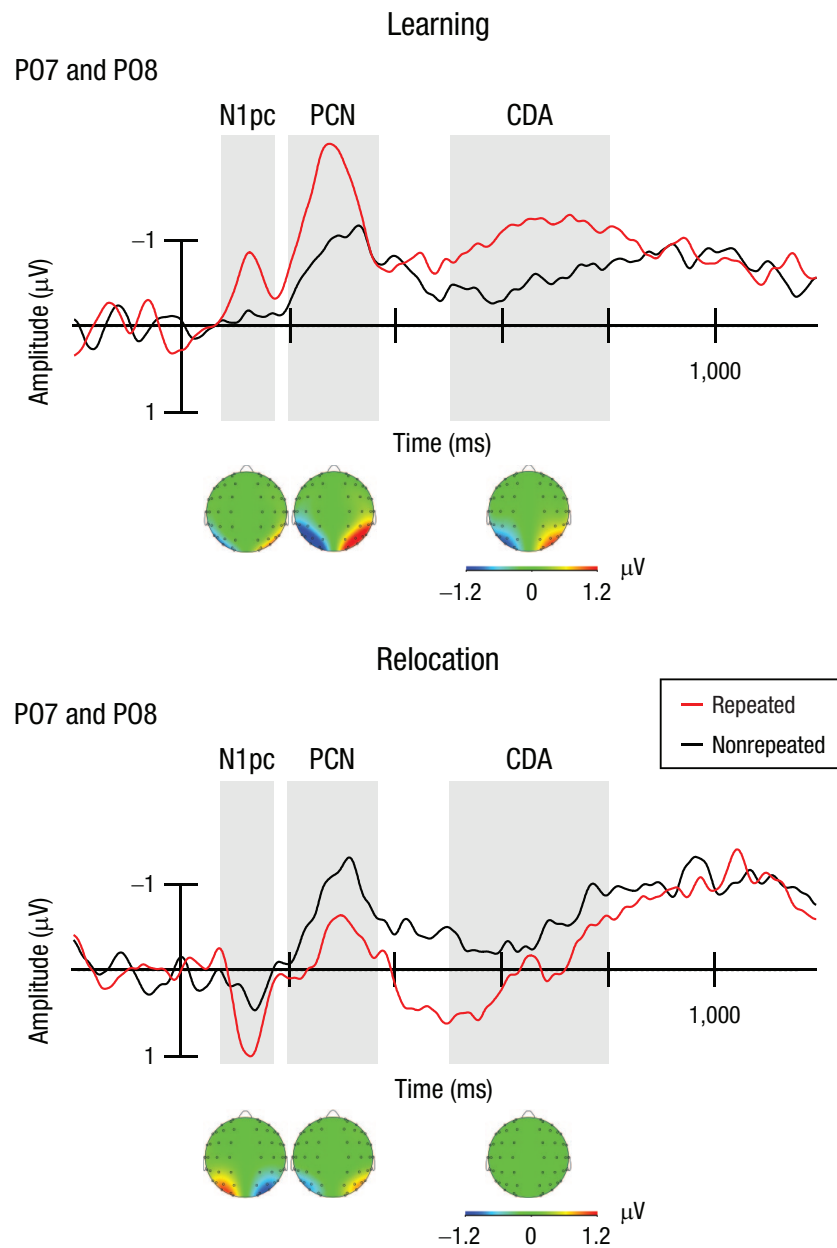 Learning
PO7 and PO8
N1pc PCN CDA
−1
Amplitude (μV)
1
1,000
Time (ms)
μV
−1.2 0 1.2
Relocation
Repeated
Nonrepeated
PO7 and PO8
N1pc PCN CDA
−1
Amplitude (μV)
1
1,000
Time (ms)
μV
−1.2 0 1.2